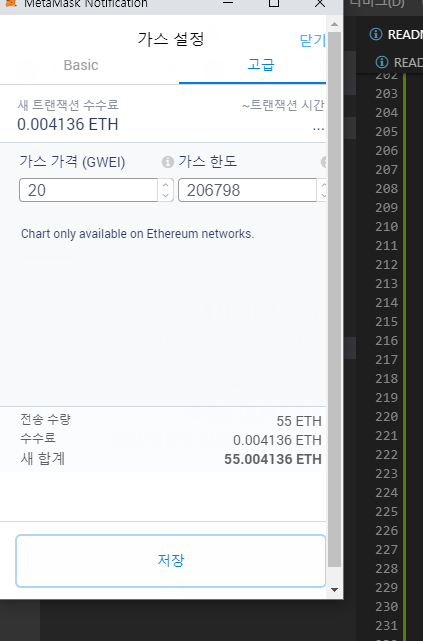 MetaMask Notification
가스 설정
닫기
Basic
고급
새 트랜잭션 수수료
~트랜잭션 시간
0.004136 ETH
...
가스 가격 (GWEI)
가스 한도
20
206798
Chart only available on Ethereum networks.
전송 수량
55 ETH
수수료
0.004136 ETH
새 합계
55.004136 ETH
저장
README
202
203
204
205
206
207
208
209
210
211
212
213
214
215
216
217
218
219
220
221
222
223
224
225
226
227
228
229
230
231